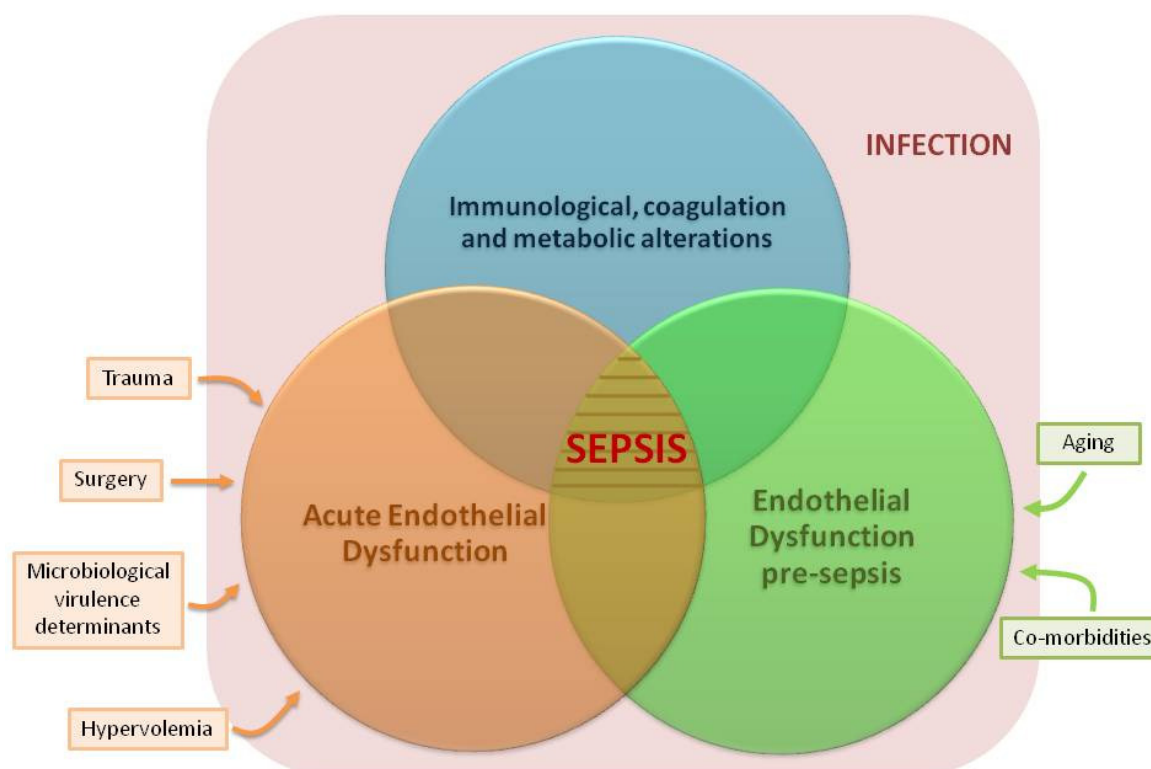 INFECTION
Immunological, coagulation
and metabolic alterations
Trauma
Surgery
Microbiological
virulence
determinants
Hypervolemia
Acute Endothelial
Dysfunction
SEPSIS
Endothelial
Dysfunction
pre-sepsis
Aging
Co-morbidities